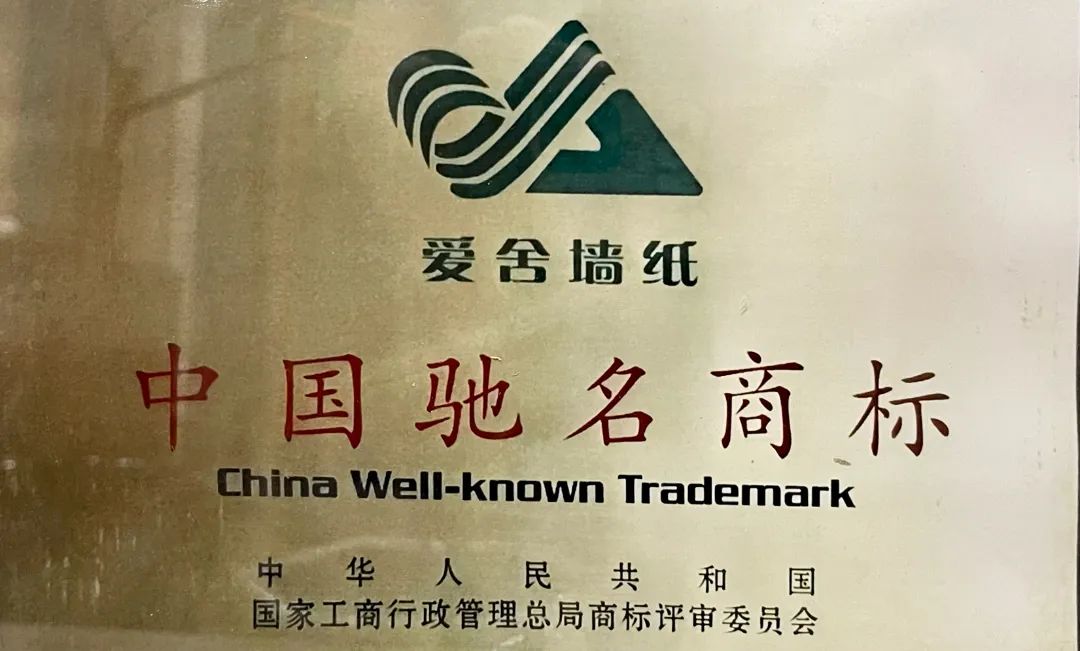 爱舍墙纸
中国驰名商标
China Well-known Trademark
中华人民共和国
国家工商行政管理总局商标评审委员会